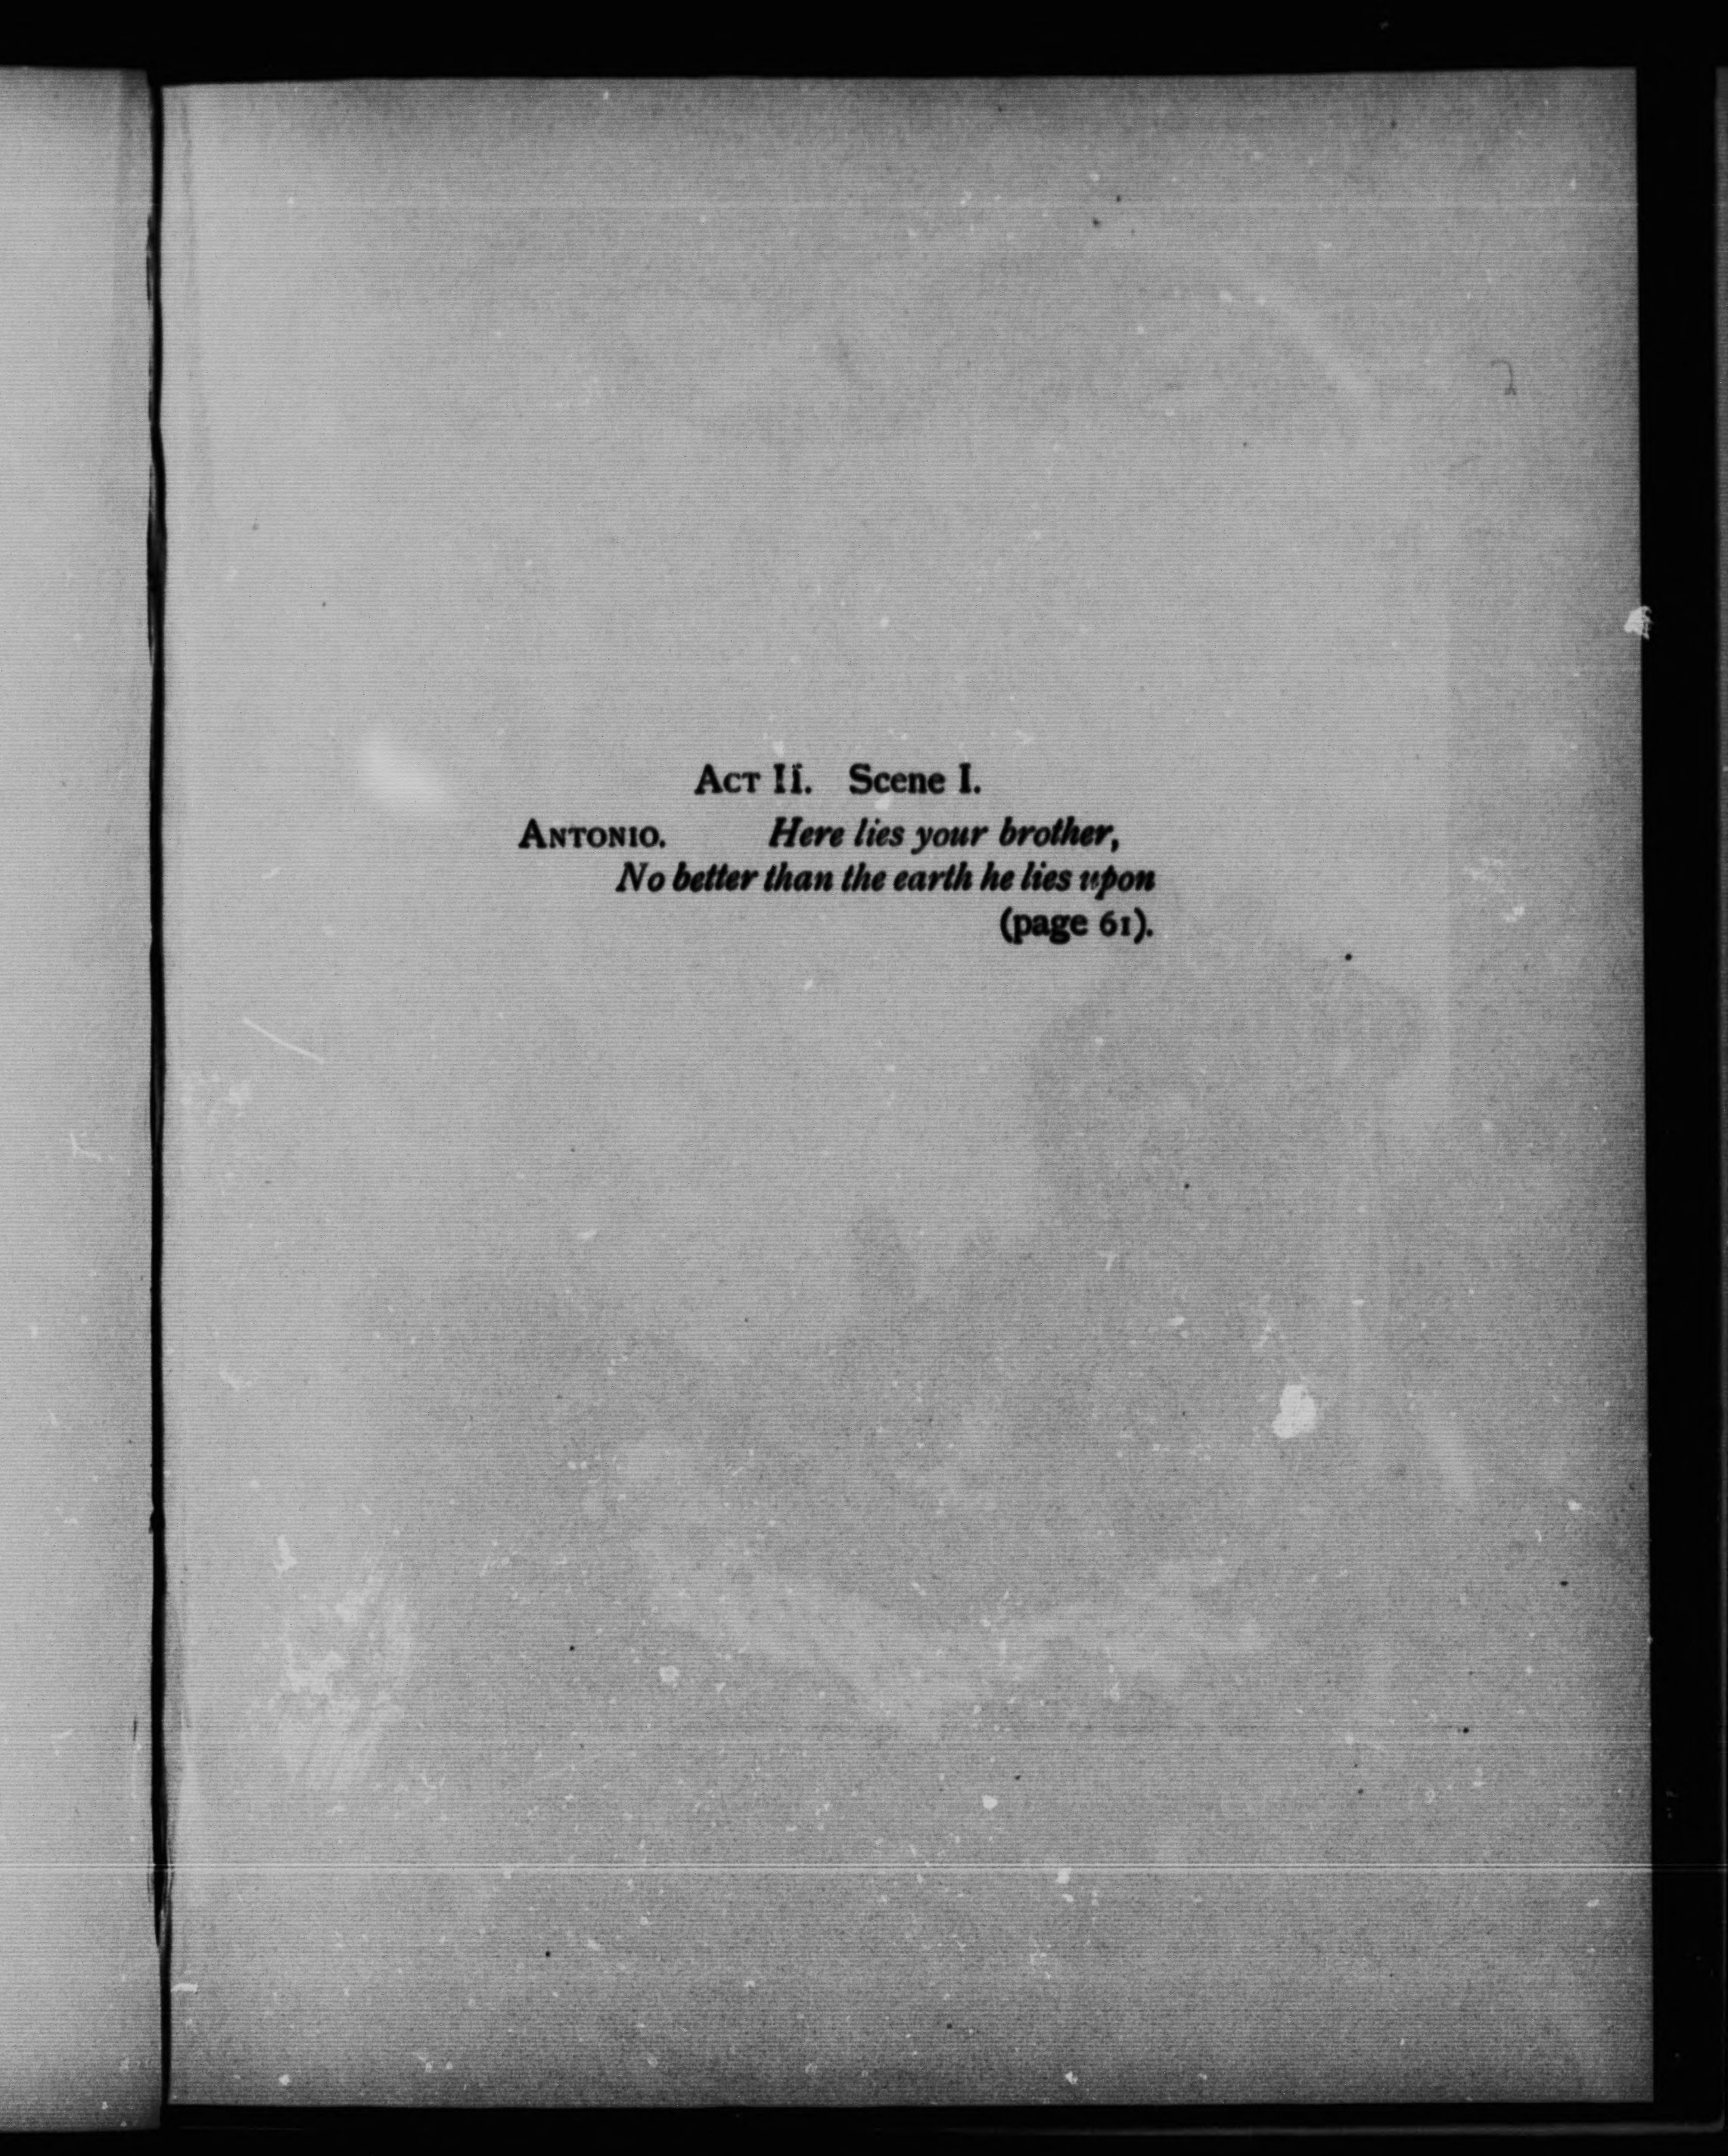 ACT II. Scene I.
ANTONIO. Here lies your brother,
No better than the earth he lies upon
(page 61).